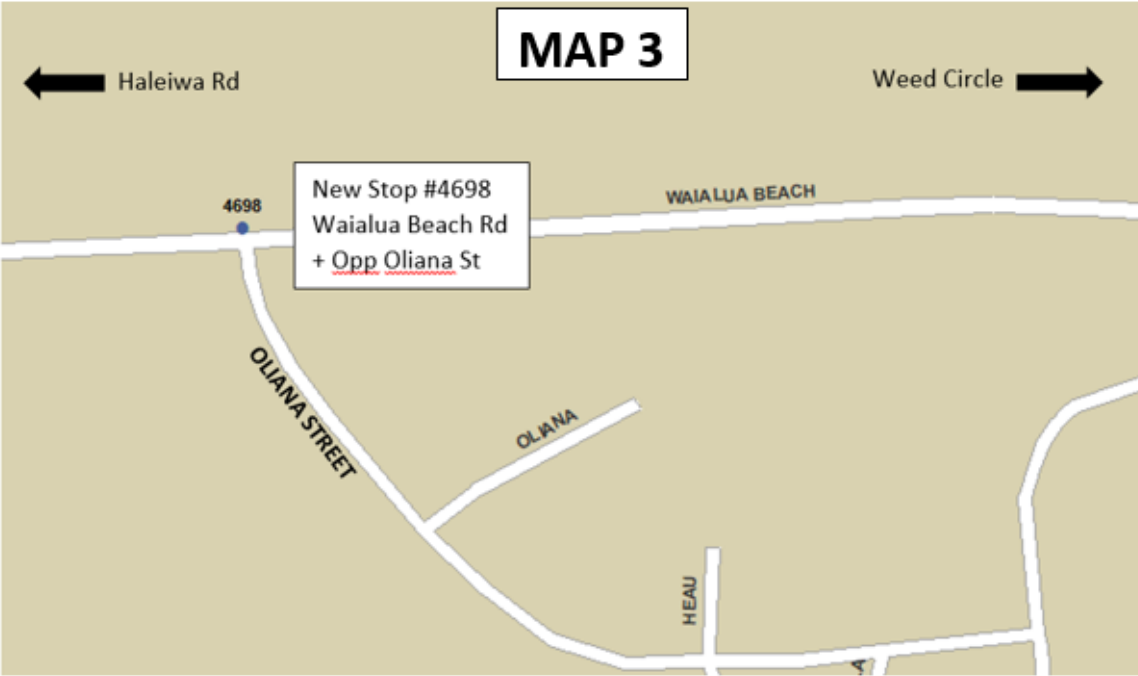 MAP 3
Haleiwa Rd
Weed Circle
New Stop #4698
Waialua Beach Rd
+ Opp Oliana St
4698
WAIALUA BEACH
OLIANA STREET
OLIANA
HEAU